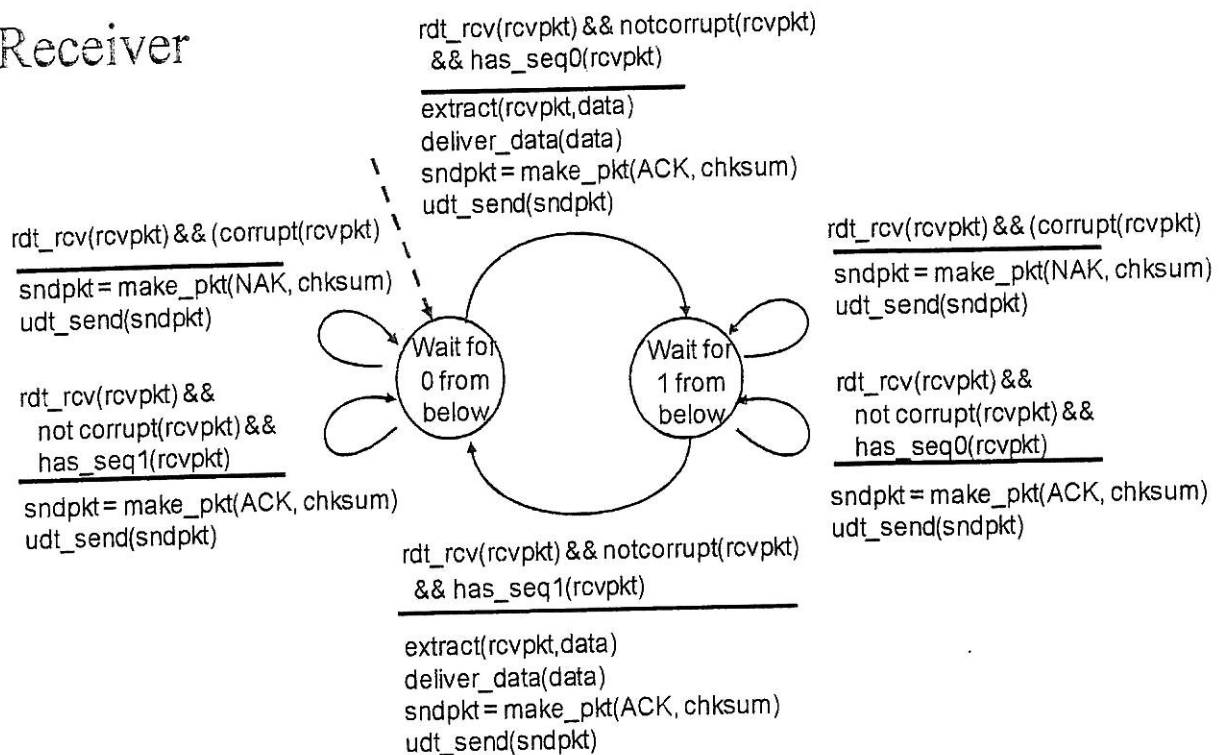 Receiver
rdt_rcv(rcvpkt) && notcorrupt(rcvpkt)
&& has_seq0(rcvpkt)
extract(rcvpkt,data)
deliver_data(data)
sndpkt = make_pkt(ACK, chksum)
udt_send(sndpkt)
rdt_rcv(rcvpkt) && (corrupt(rcvpkt)
sndpkt = make_pkt(NAK, chksum)
udt_send(sndpkt)
rdt_rcv(rcvpkt) &&
not corrupt(rcvpkt) &&
has_seq1(rcvpkt)
sndpkt = make_pkt(ACK, chksum)
udt_send(sndpkt)
Wait for
0 from
below
Wait for
1 from
below
rdt_rcv(rcvpkt) && (corrupt(rcvpkt)
sndpkt = make_pkt(NAK, chksum)
udt_send(sndpkt)
rdt_rcv(rcvpkt) &&
not corrupt(rcvpkt) &&
has_seq0(rcvpkt)
sndpkt = make_pkt(ACK, chksum)
udt_send(sndpkt)
rdt_rcv(rcvpkt) && notcorrupt(rcvpkt)
&& has_seq1(rcvpkt)
extract(rcvpkt,data)
deliver_data(data)
sndpkt = make_pkt(ACK, chksum)
udt_send(sndpkt)